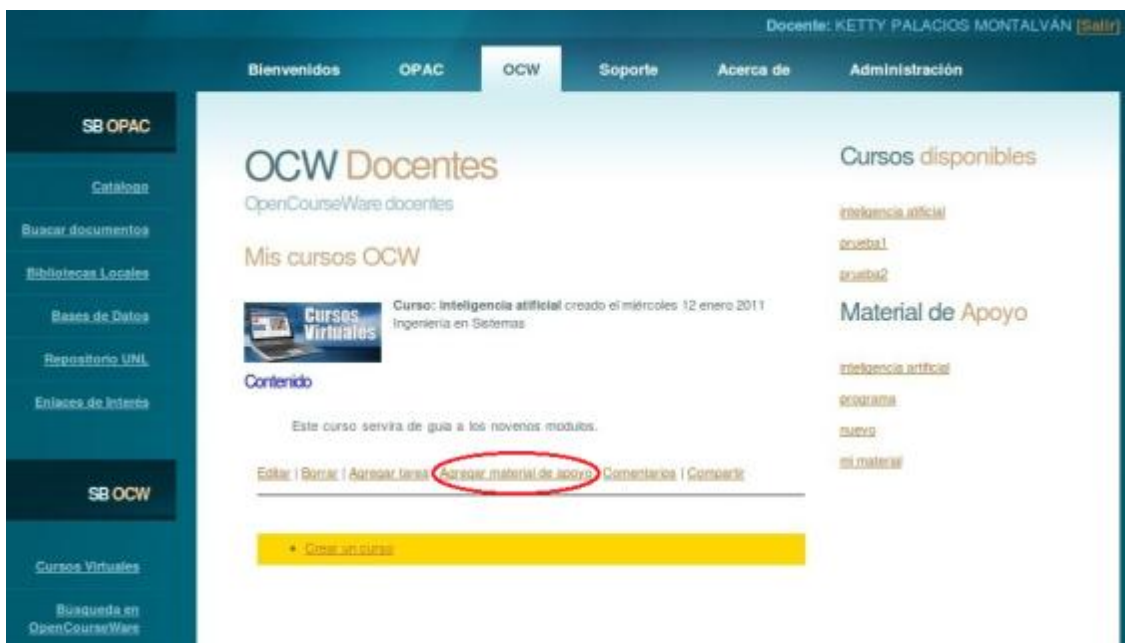 Docente: KETTY PALACIOS MONTALVÁN [Salir]
Bienvenidos OPAC OCW Soporte Acerca de Administración
SB OPAC
Catálogo
Buscar documentos
Bibliotecas Locales
Bases de Datos
Repositorio UNL
Enlaces de Interés
SB OCW
Cursos Virtuales
Búsqueda en
OpenCourseWare
OCW Docentes
OpenCourseWare docentes
Mis cursos OCW
Cursos
Virtuales
Curso: inteligencia atificial creado el miércoles 12 enero 2011
Ingeniería en Sistemas
Contenido
Este curso servira de guia a los novenos modulos.
Editar | Borrar | Agregar tarea | Agregar material de apoyo | Comentarios | Compartir
Crear un curso
Cursos disponibles
inteligencia atificial
prueba1
prueba2
Material de Apoyo
inteligencia artificial
programa
nuevo
mi material